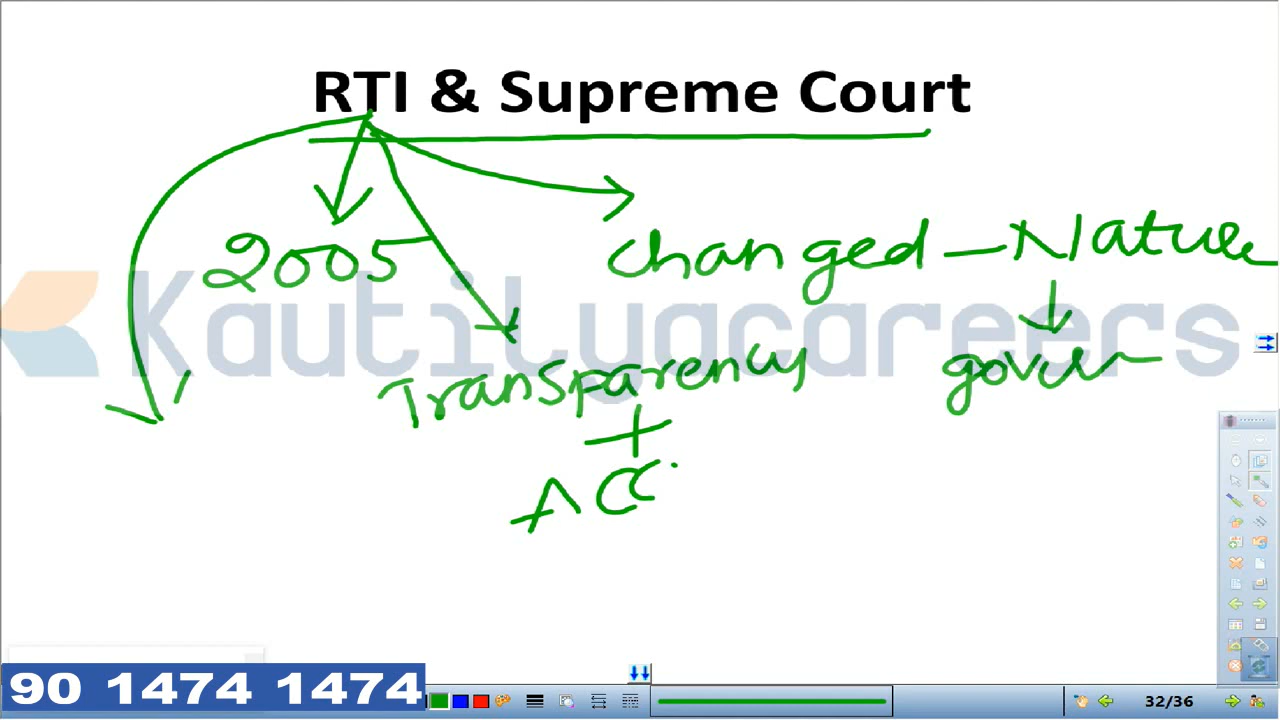 RTI & Supreme Court
2005
changed - Nature
Kautilyacareers
Transparency
govern
+
ACC.
90 1474 1474
32/36